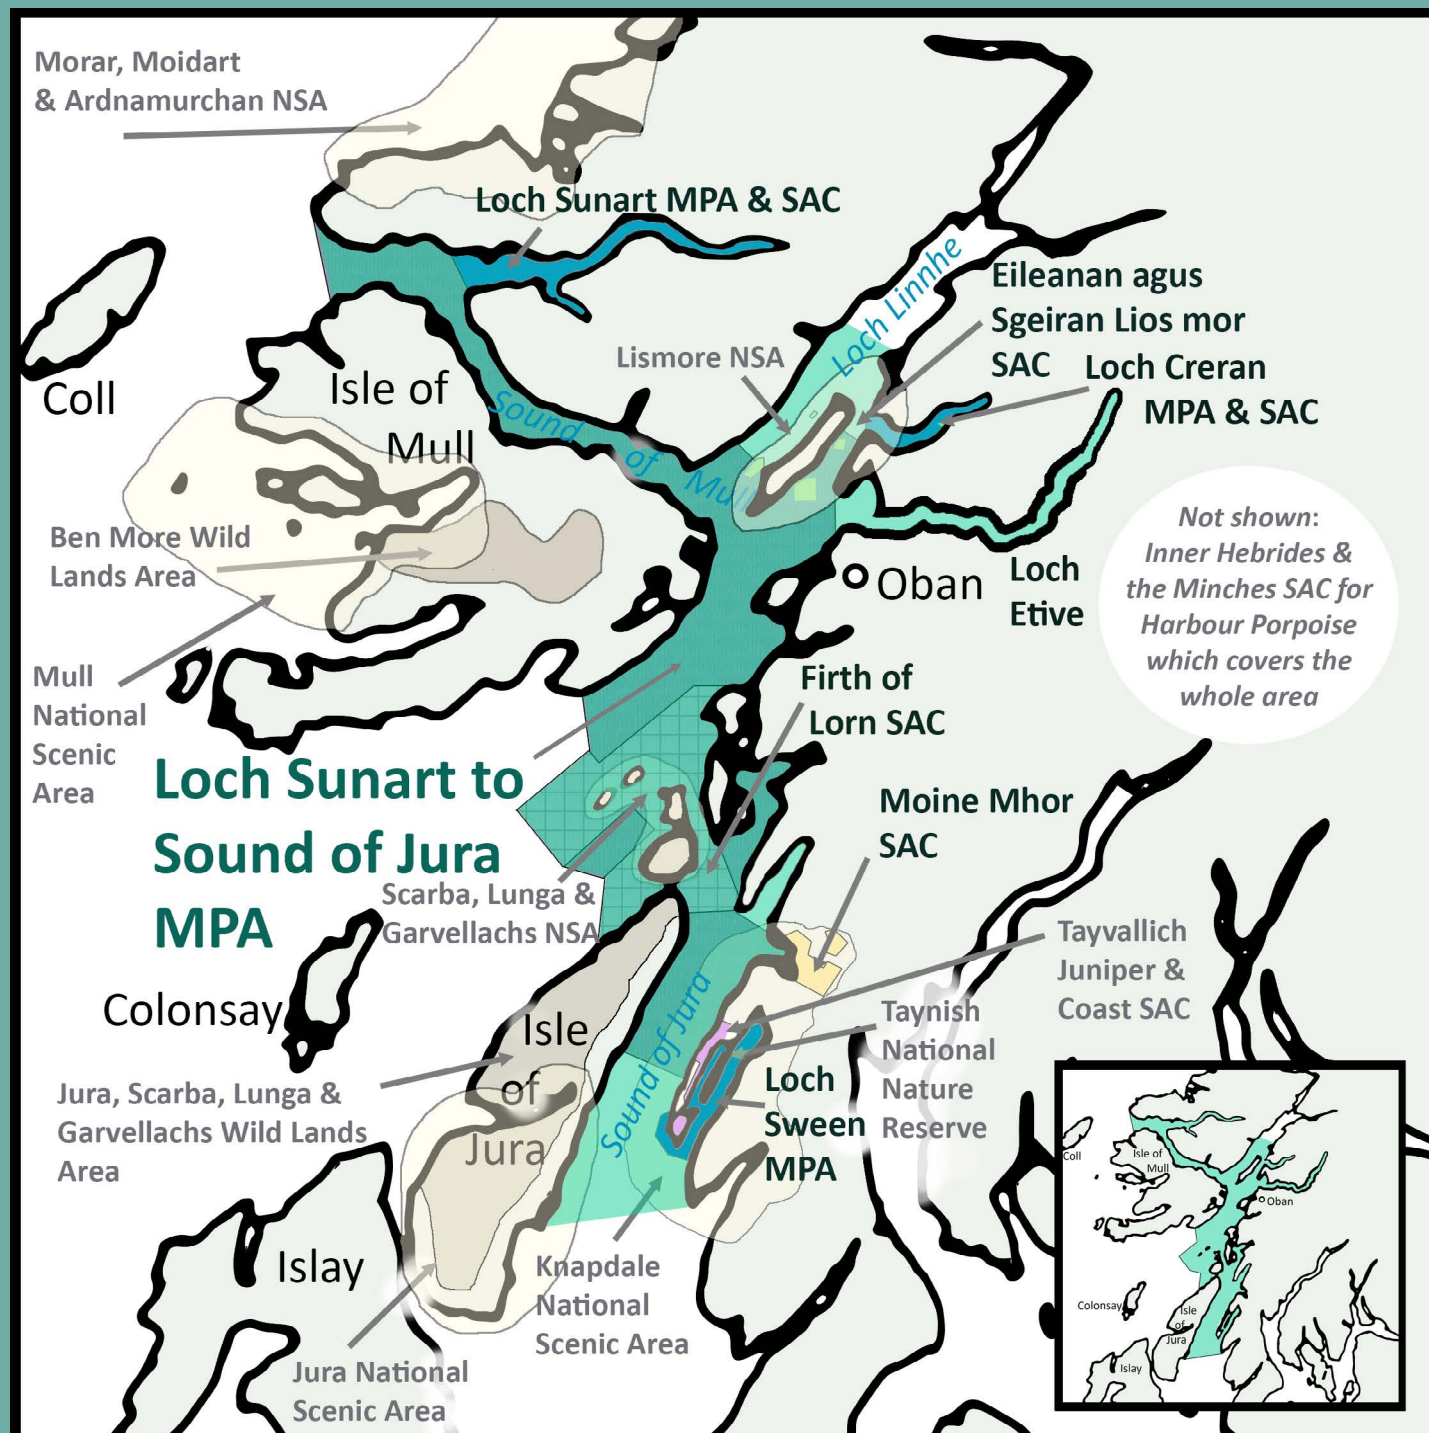 Morar, Moidart
& Ardnamurchan NSA
Loch Sunart MPA & SAC
Loch Linnhe
Eileanan agus
Sgeiran Lios mor
SAC
Lismore NSA
Loch Creran
MPA & SAC
Coll
Isle of
Mull
Sound
of
Mull
Not shown:
Inner Hebrides &
the Minches SAC for
Harbour Porpoise
which covers the
whole area
Ben More Wild
Lands Area
Oban
Loch
Etive
Mull
National
Scenic
Area
Firth of
Lorn SAC
Loch Sunart to
Sound of Jura
MPA
Moine Mhor
SAC
Scarba, Lunga &
Garvellachs NSA
Tayvallich
Juniper &
Coast SAC
Colonsay
Isle
of
Jura
Sound of Jura
Taynish
National
Nature
Reserve
Loch
Sween
MPA
Jura, Scarba, Lunga &
Garvellachs Wild Lands
Area
Islay
Knapdale
National
Scenic Area
Jura National
Scenic Area
Coll
Isle of
Mull
Oban
Colonsay
Isle
of
Jura
Islay